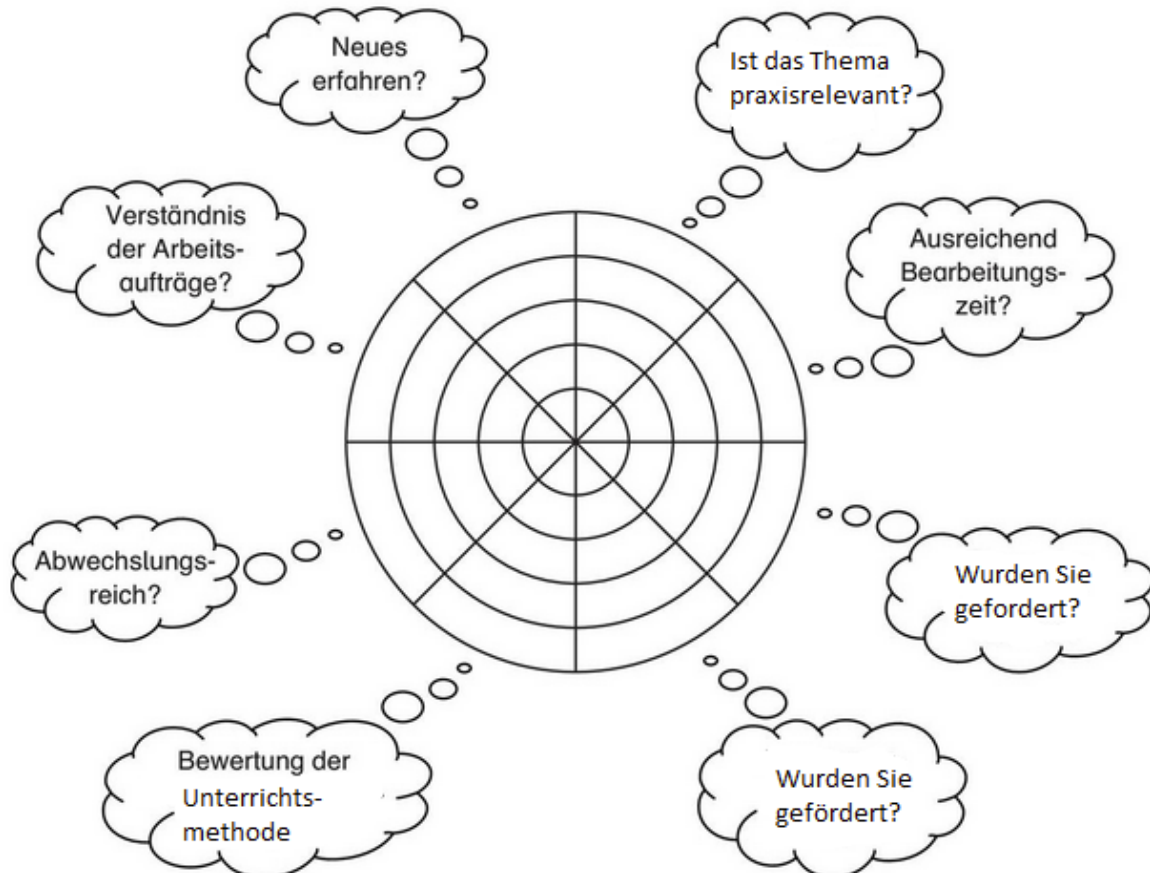 Neues
erfahren?
Ist das Thema
praxisrelevant?
Verständnis
der Arbeits-
aufträge?
Ausreichend
Bearbeitungs-
zeit?
Abwechslungs-
reich?
Wurden Sie
gefordert?
Bewertung der
Unterrichts-
methode
Wurden Sie
gefördert?